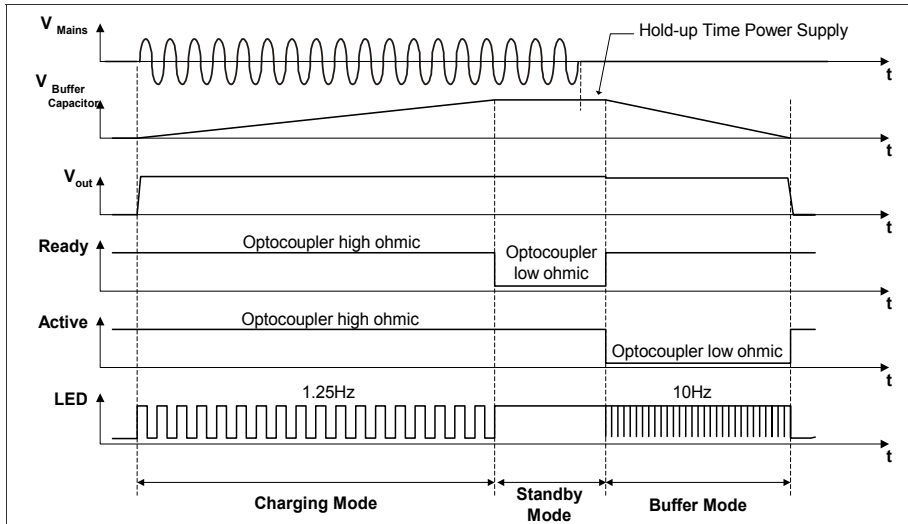 V Mains
Hold-up Time Power Supply
t
V Buffer
Capacitor
t
Vout
t
Ready
Optocoupler high ohmic
Optocoupler
low ohmic
t
Active
Optocoupler high ohmic
Optocoupler low ohmic
t
LED
1.25Hz
10Hz
t
Charging Mode
Standby
Mode
Buffer Mode